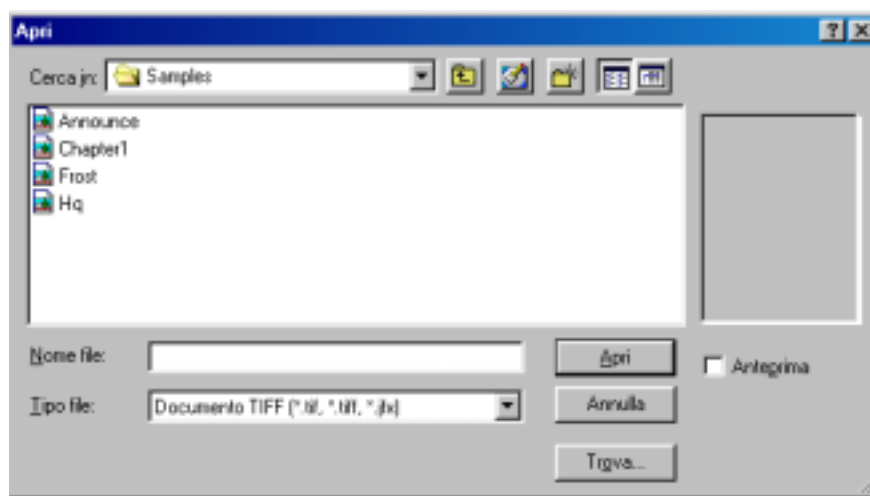 Apri
Cerca in: Samples
Announce
Chapter1
Frost
Hq
Nome file:
Apri
Anteprima
Tipo file: Documento TIFF (*.tif, *.tiff, *.jfx)
Annulla
Trova...